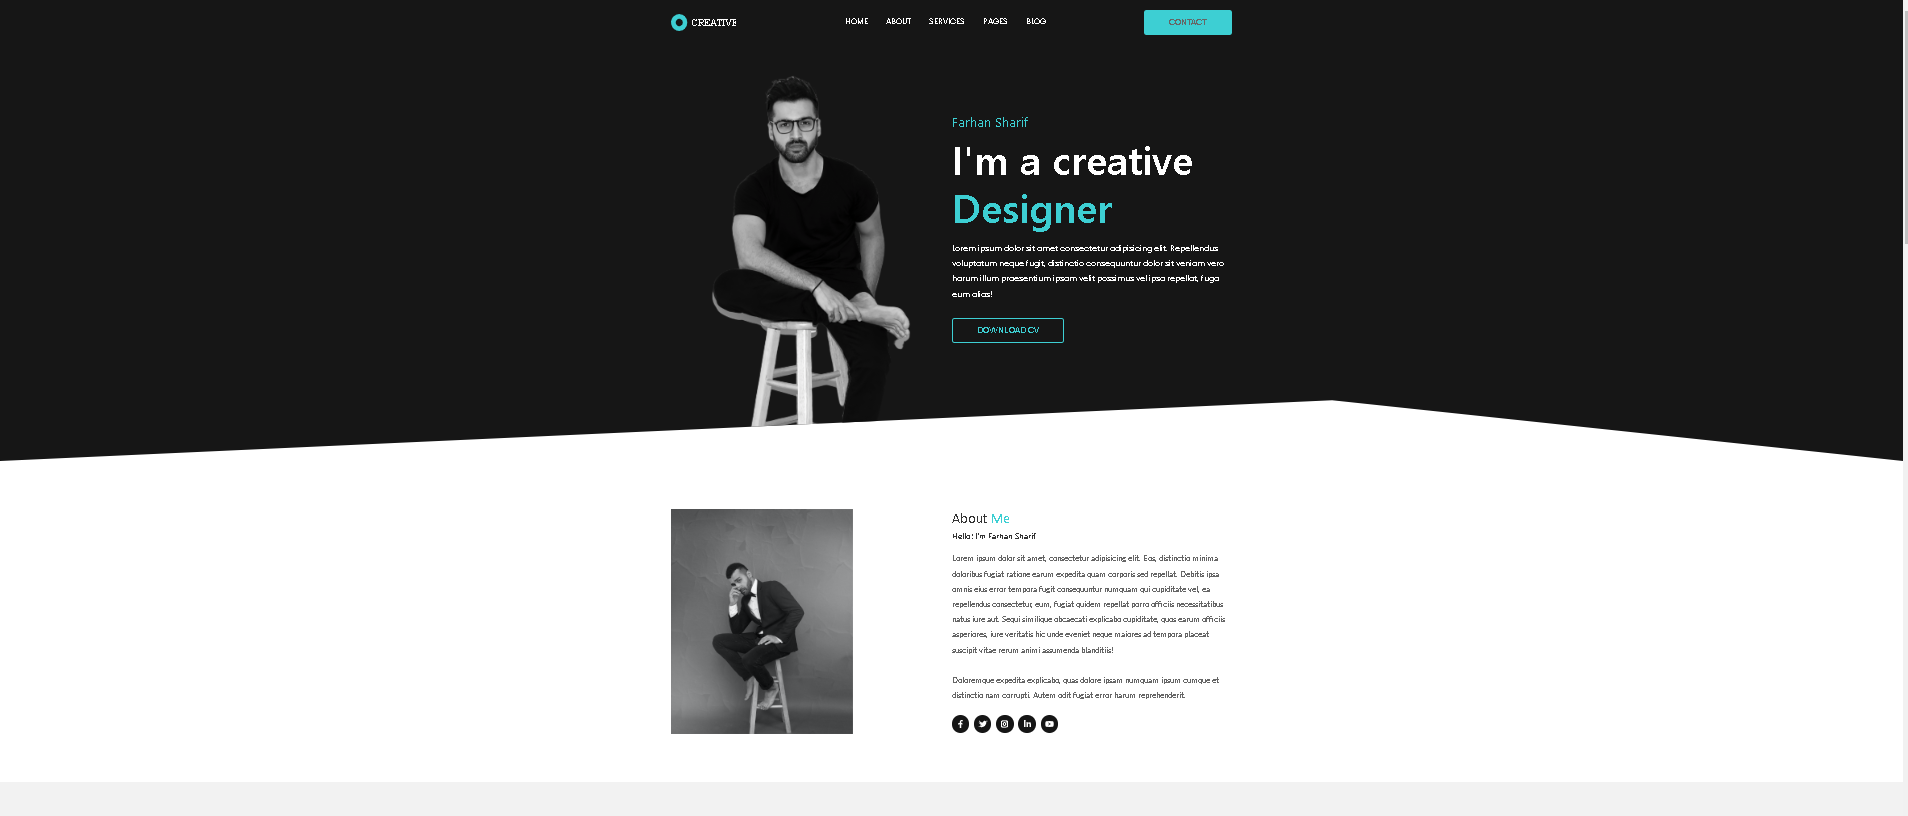 CREATIVE
HOME ABOUT SERVICES PAGES BLOG
CONTACT
Farhan Sharif
I'm a creative
Designer
Lorem ipsum dolor sit amet consectetur adipisicing elit. Repellendus
voluptatum neque fugit, distinctio consequuntur dolor sit veniam vero
harum illum praesentium ipsam velit possimus vel ipsa repellat, fuga
eum alias!
DOWNLOAD CV
About Me
Hello! I'm Farhan Sharif
Lorem ipsum dolor sit amet, consectetur adipisicing elit. Eos, distinctio minima
doloribus fugiat ratione earum expedita quam corporis sed repellat. Debitis ipsa
omnis eius error tempora fugit consequuntur numquam qui cupiditate vel, ea
repellendus consectetur, eum, fugiat quidem repellat porro officiis necessitatibus
natus iure aut. Sequi similique obcaecati explicabo cupiditate, quos earum officiis
asperiores, iure veritatis hic unde eveniet neque maiores ad tempora placeat
suscipit vitae rerum animi assumenda blanditiis!
Doloremque expedita explicabo, quas dolore ipsam numquam ipsum cumque et
distinctio nam corrupti. Autem odit fugiat error harum reprehenderit.